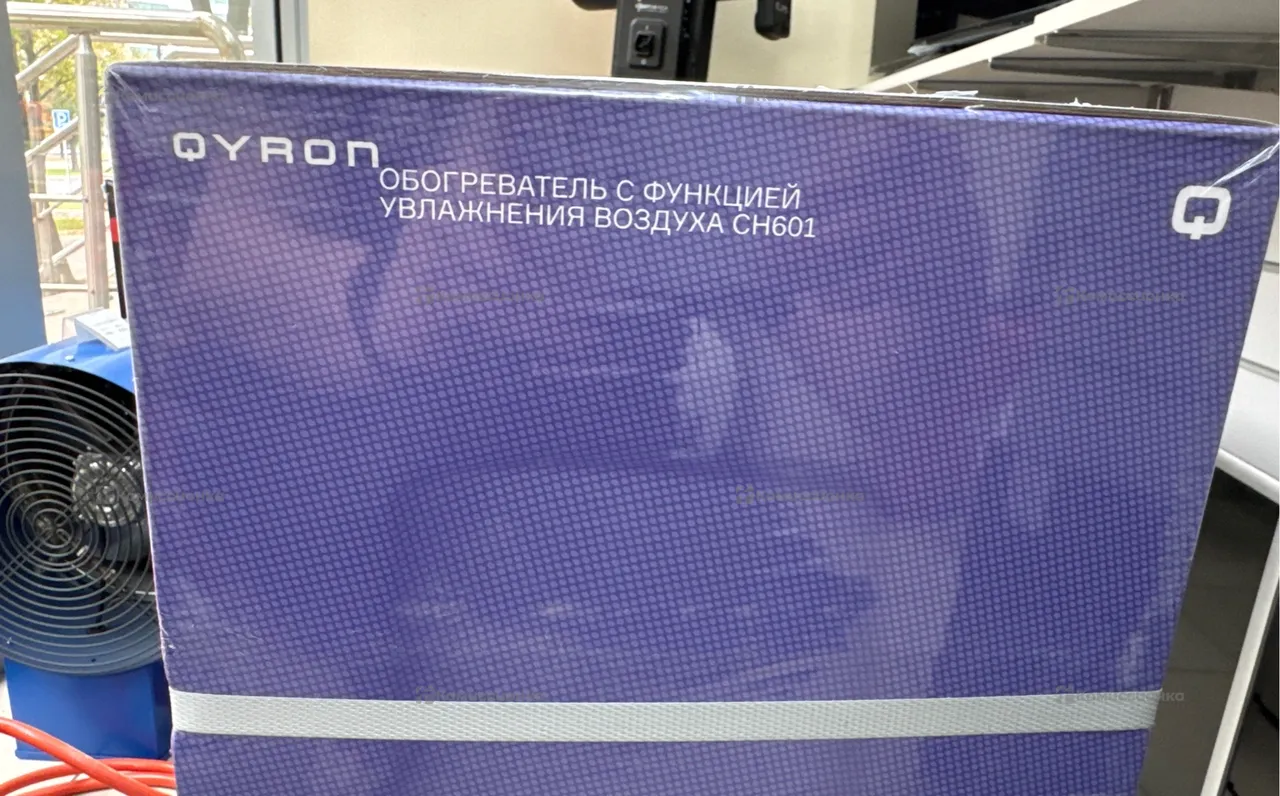 QYRON
ОБОГРЕВАТЕЛЬ С ФУНКЦИЕЙ
УВЛАЖНЕНИЯ ВОЗДУХА CH601